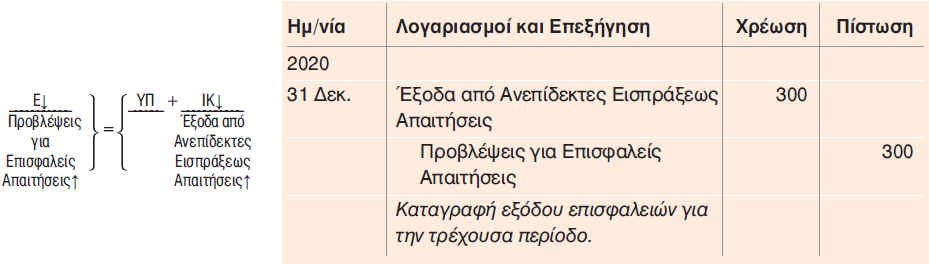 E↓
Προβλέψεις
για
Επισφαλείς
Απαιτήσεις↑
=
ΥΠ + ΙΚ↓
Έξοδα από
Ανεπίδεκτες
Εισπράξεως
Απαιτήσεις↑
Ημ/νία Λογαριασμοί και Επεξήγηση Χρέωση Πίστωση
2020
31 Δεκ. Έξοδα από Ανεπίδεκτες Εισπράξεως 300
Απαιτήσεις
Προβλέψεις για Επισφαλείς 300
Απαιτήσεις
Καταγραφή εξόδου επισφαλειών για
την τρέχουσα περίοδο.